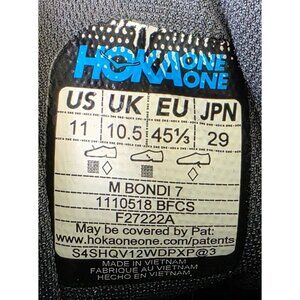 HOKA ONE ONE
US UK EU JPN
11 10.5 45⅓ 29
M BONDI 7
1110518 BFCS
F27222A
May be covered by Pat:
www.hokaoneone.com/patents
S4SHQV12WDPXP@3
MADE IN VIETNAM
FABRIQUÉ AU VIETNAM
HECHO EN VIETNAM